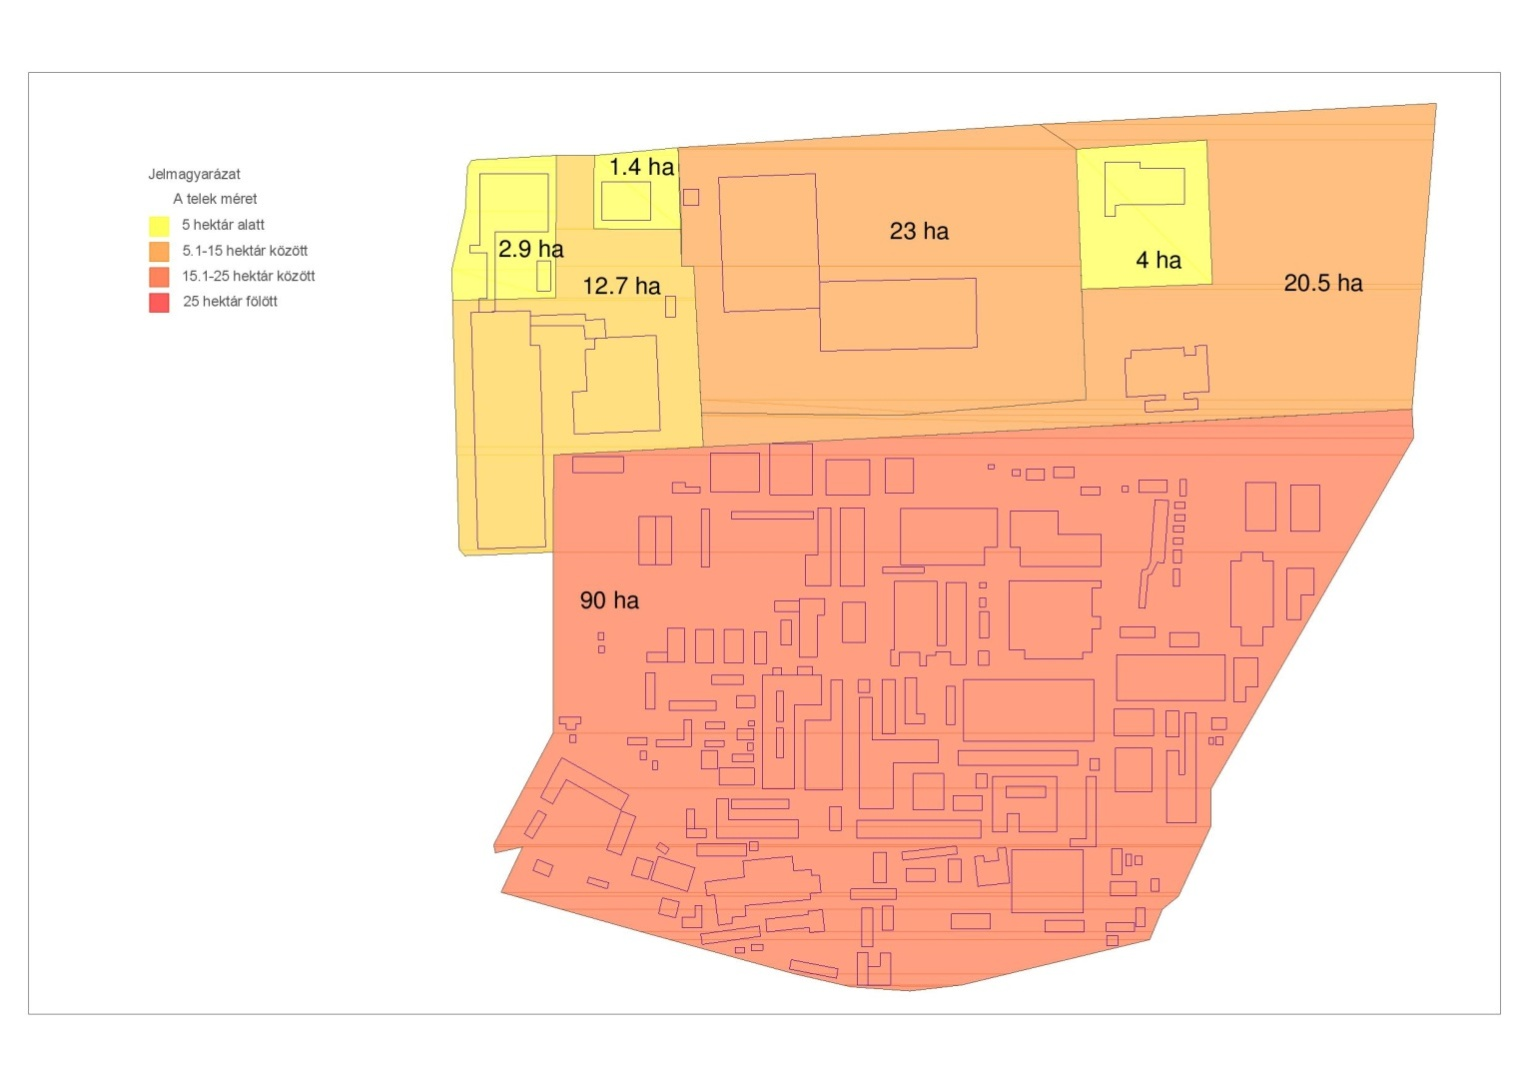 Jelmagyarázat
A telek méret
5 hektár alatt
5.1-15 hektár között
15.1-25 hektár között
25 hektár fölött
1.4 ha
2.9 ha
12.7 ha
23 ha
4 ha
20.5 ha
90 ha